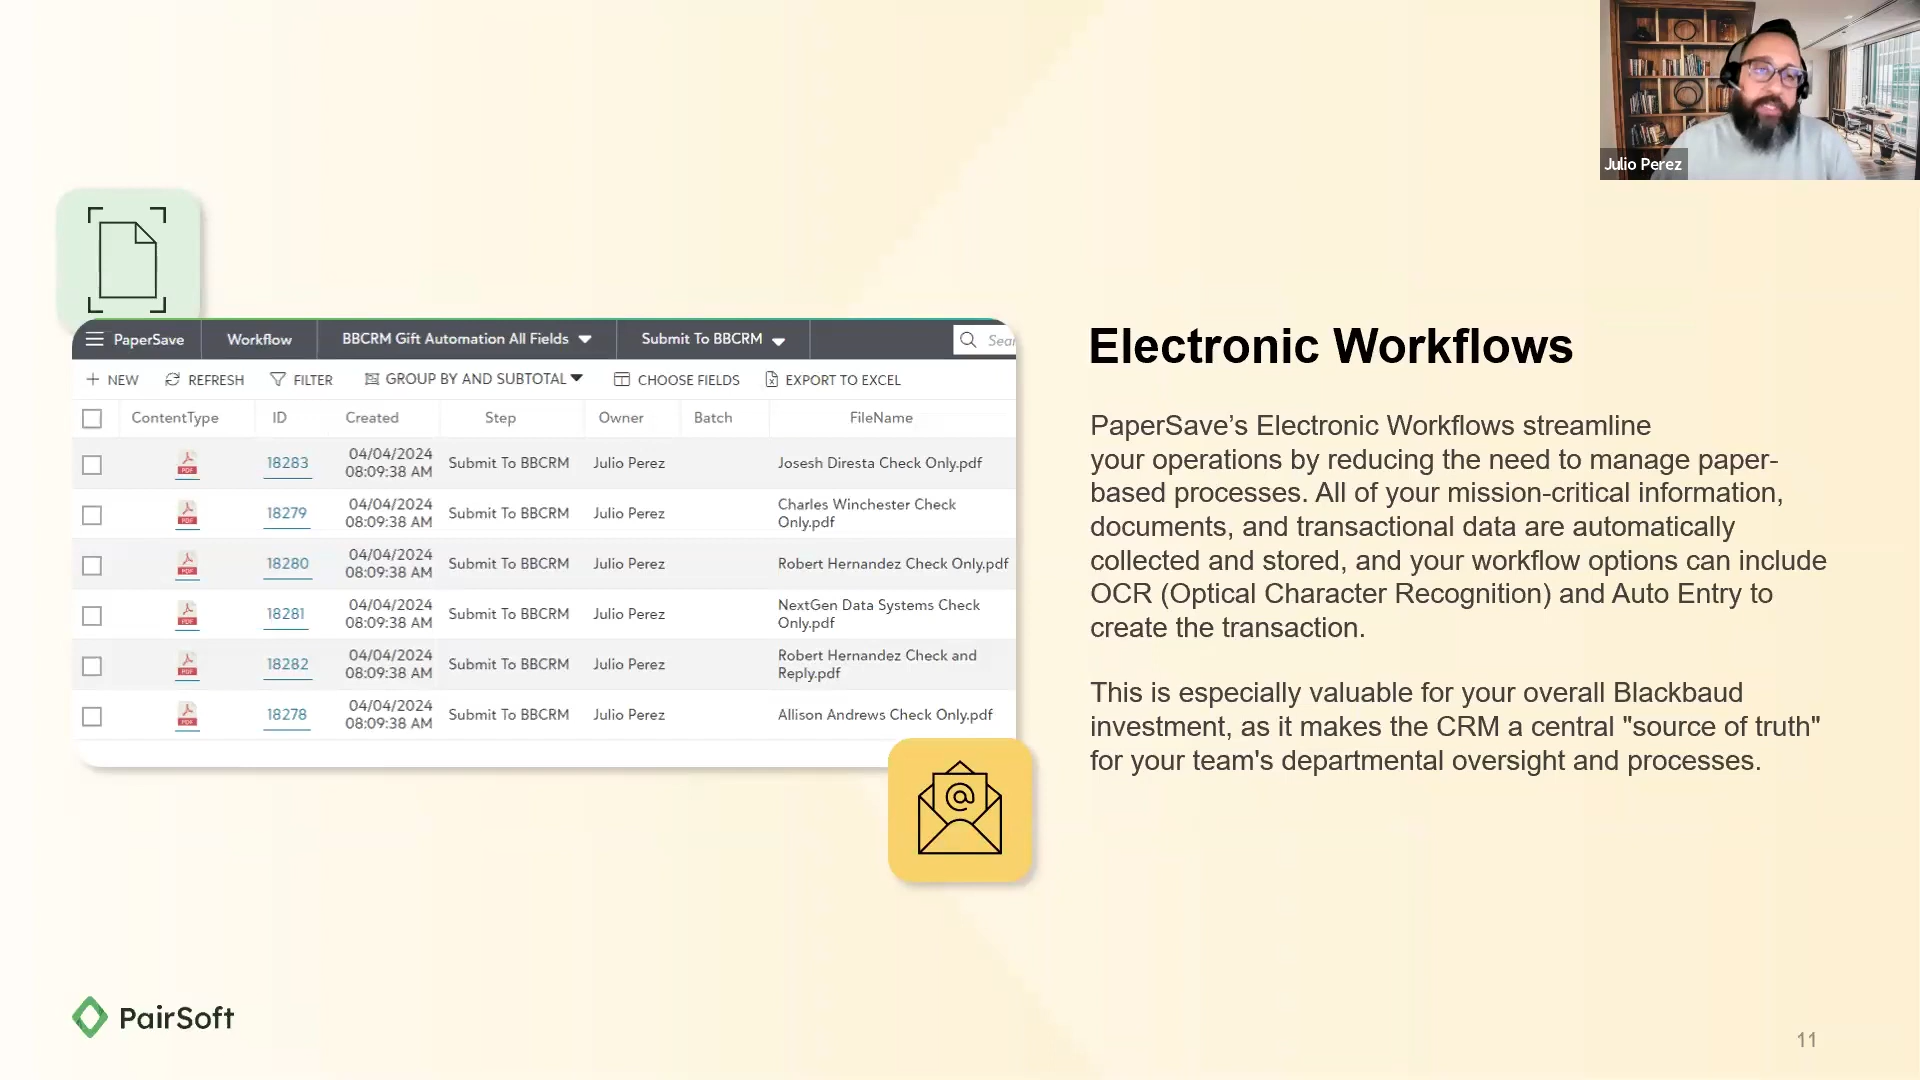 Julio Perez
PaperSave
Workflow
BBCRM Gift Automation All Fields
Submit To BBCRM
Sear
NEW
REFRESH
FILTER
GROUP BY AND SUBTOTAL
CHOOSE FIELDS
EXPORT TO EXCEL
ContentType ID Created Step Owner Batch FileName
PDF 18283 04/04/2024 08:09:38 AM Submit To BBCRM Julio Perez Josesh Diresta Check Only.pdf
PDF 18279 04/04/2024 08:09:38 AM Submit To BBCRM Julio Perez Charles Winchester Check Only.pdf
PDF 18280 04/04/2024 08:09:38 AM Submit To BBCRM Julio Perez Robert Hernandez Check Only.pdf
PDF 18281 04/04/2024 08:09:38 AM Submit To BBCRM Julio Perez NextGen Data Systems Check Only.pdf
PDF 18282 04/04/2024 08:09:38 AM Submit To BBCRM Julio Perez Robert Hernandez Check and Reply.pdf
PDF 18278 04/04/2024 08:09:38 AM Submit To BBCRM Julio Perez Allison Andrews Check Only.pdf
Electronic Workflows
PaperSave’s Electronic Workflows streamline
your operations by reducing the need to manage paper-
based processes. All of your mission-critical information,
documents, and transactional data are automatically
collected and stored, and your workflow options can include
OCR (Optical Character Recognition) and Auto Entry to
create the transaction.
This is especially valuable for your overall Blackbaud
investment, as it makes the CRM a central "source of truth"
for your team's departmental oversight and processes.
@
PairSoft
11